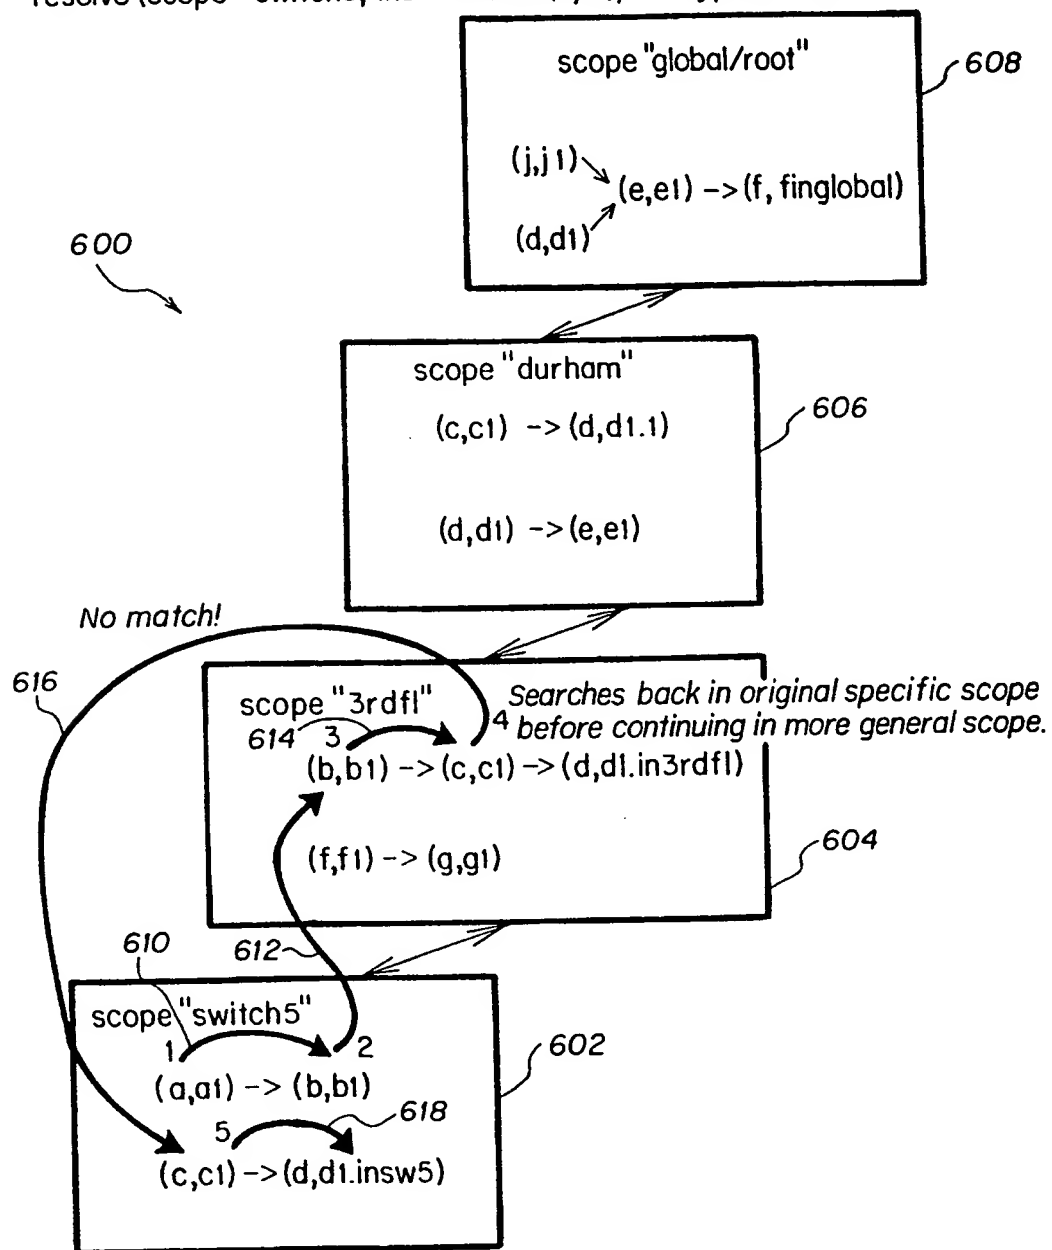 scope "global/root"
608
(j,j1)
(e,e1) -> (f, finglobal)
(d,d1)
600
scope "durham"
606
(c,c1) -> (d,d1.1)
(d,d1) -> (e,e1)
No match!
616
scope "3rdfl"
4 Searches back in original specific scope
before continuing in more general scope.
614 3
(b,b1) -> (c,c1) -> (d,d1.in3rdfl)
604
(f,f1) -> (g,g1)
610
612
scope "switch5"
1 2
602
(a,a1) -> (b,b1)
618
5
(c,c1) -> (d,d1.insw5)